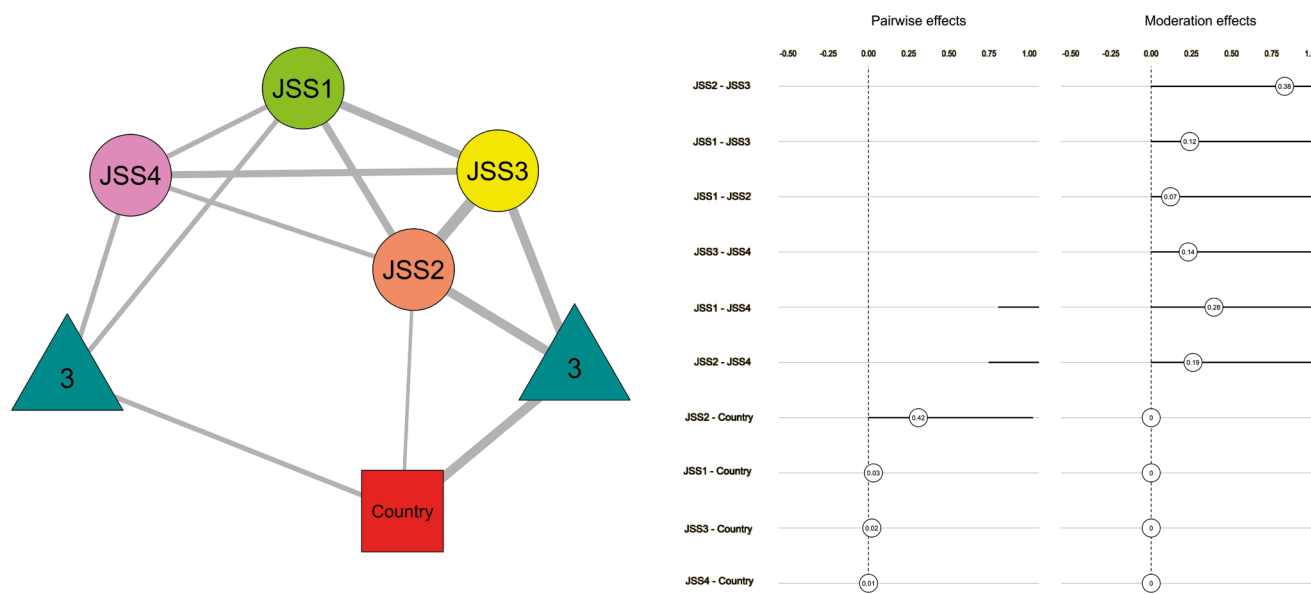 JSS1
JSS4
JSS3
JSS2
3
3
Country
Pairwise effects
Moderation effects
-0.50 0.00 0.25 0.50 0.75 1.00
-0.50 0.00 0.25 0.50 0.75 1.0
JSS2 - JSS3
0.38
JSS1 - JSS3
0.12
JSS1 - JSS2
0.07
JSS3 - JSS4
0.14
JSS1 - JSS4
0.28
JSS2 - JSS4
0.19
JSS2 - Country
0.42
0
JSS1 - Country
0.03
0
JSS3 - Country
0.02
0
JSS4 - Country
0.01
0